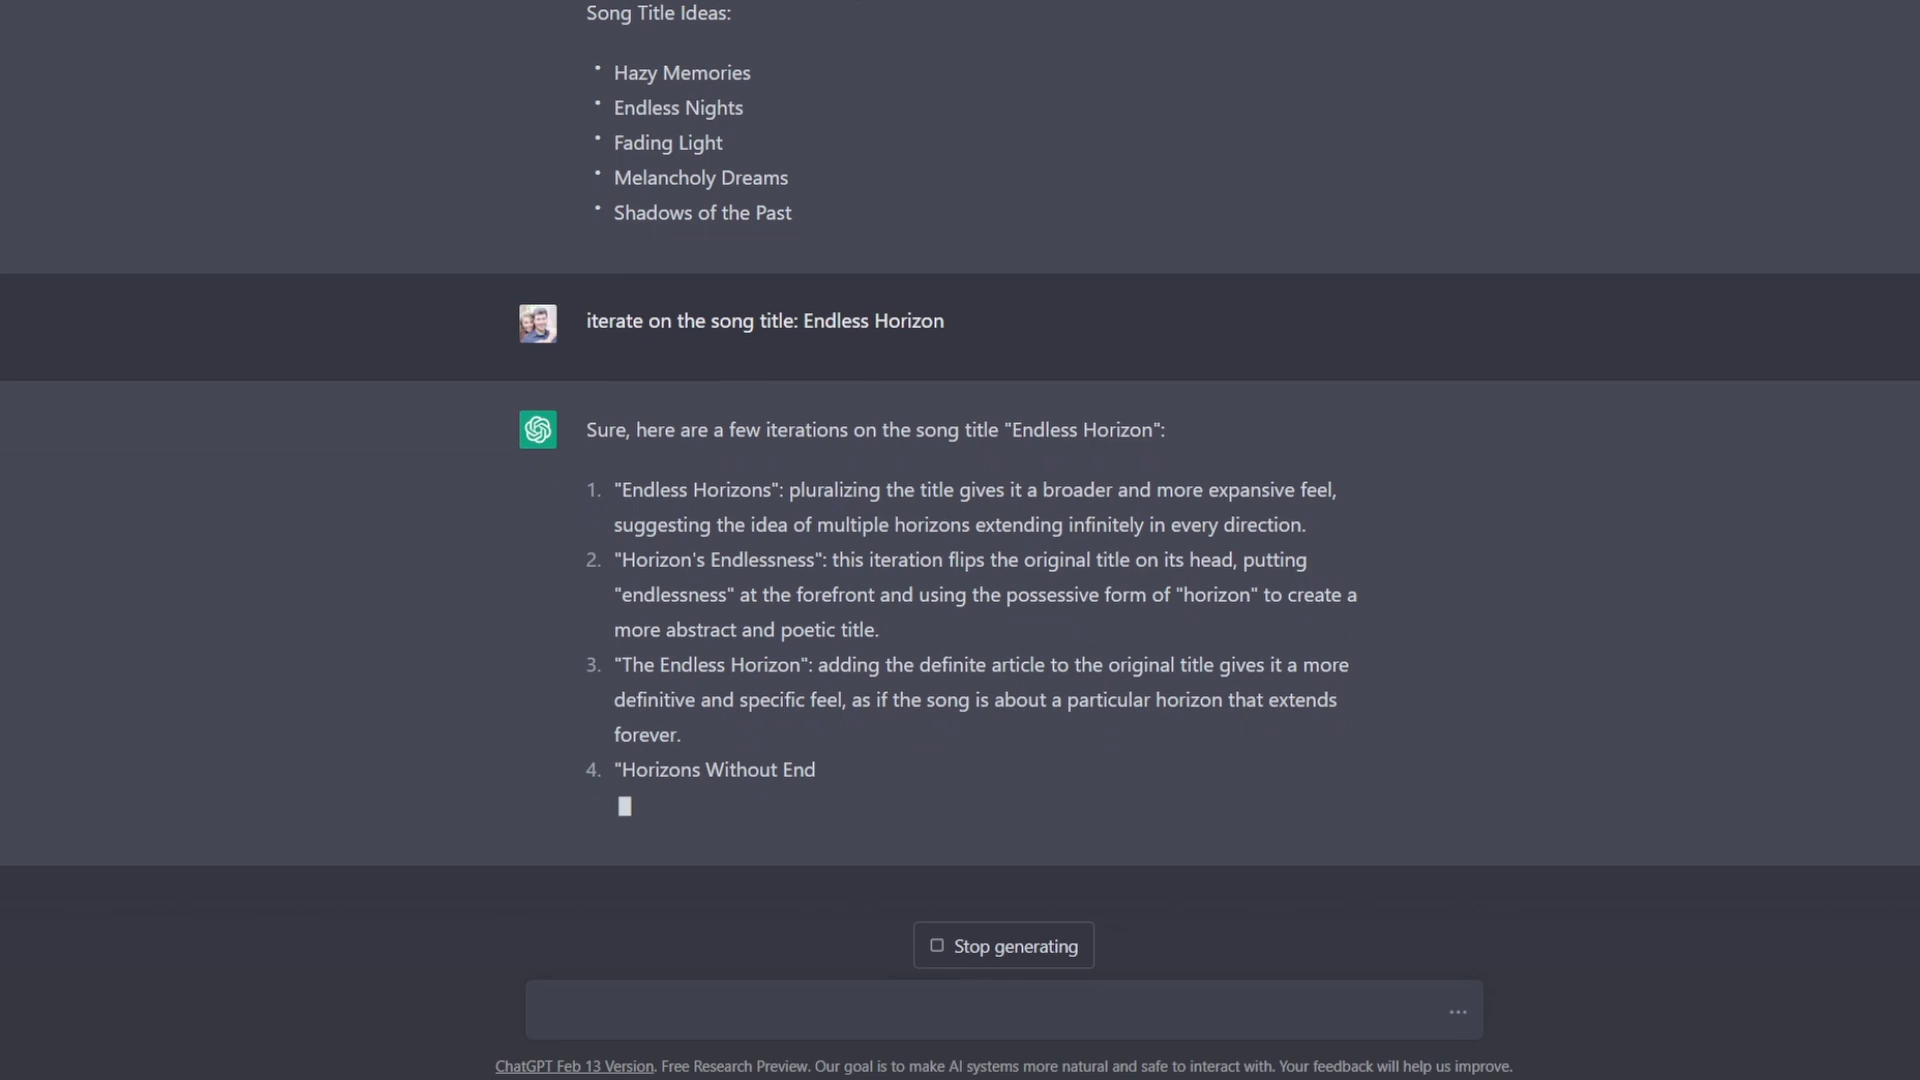 Song Title Ideas:
• Hazy Memories
• Endless Nights
• Fading Light
• Melancholy Dreams
• Shadows of the Past
iterate on the song title: Endless Horizon
Sure, here are a few iterations on the song title "Endless Horizon":
1. "Endless Horizons": pluralizing the title gives it a broader and more expansive feel,
suggesting the idea of multiple horizons extending infinitely in every direction.
2. "Horizon's Endlessness": this iteration flips the original title on its head, putting
"endlessness" at the forefront and using the possessive form of "horizon" to create a
more abstract and poetic title.
3. "The Endless Horizon": adding the definite article to the original title gives it a more
definitive and specific feel, as if the song is about a particular horizon that extends
forever.
4. "Horizons Without End
Stop generating
ChatGPT Feb 13 Version. Free Research Preview. Our goal is to make AI systems more natural and safe to interact with. Your feedback will help us improve.